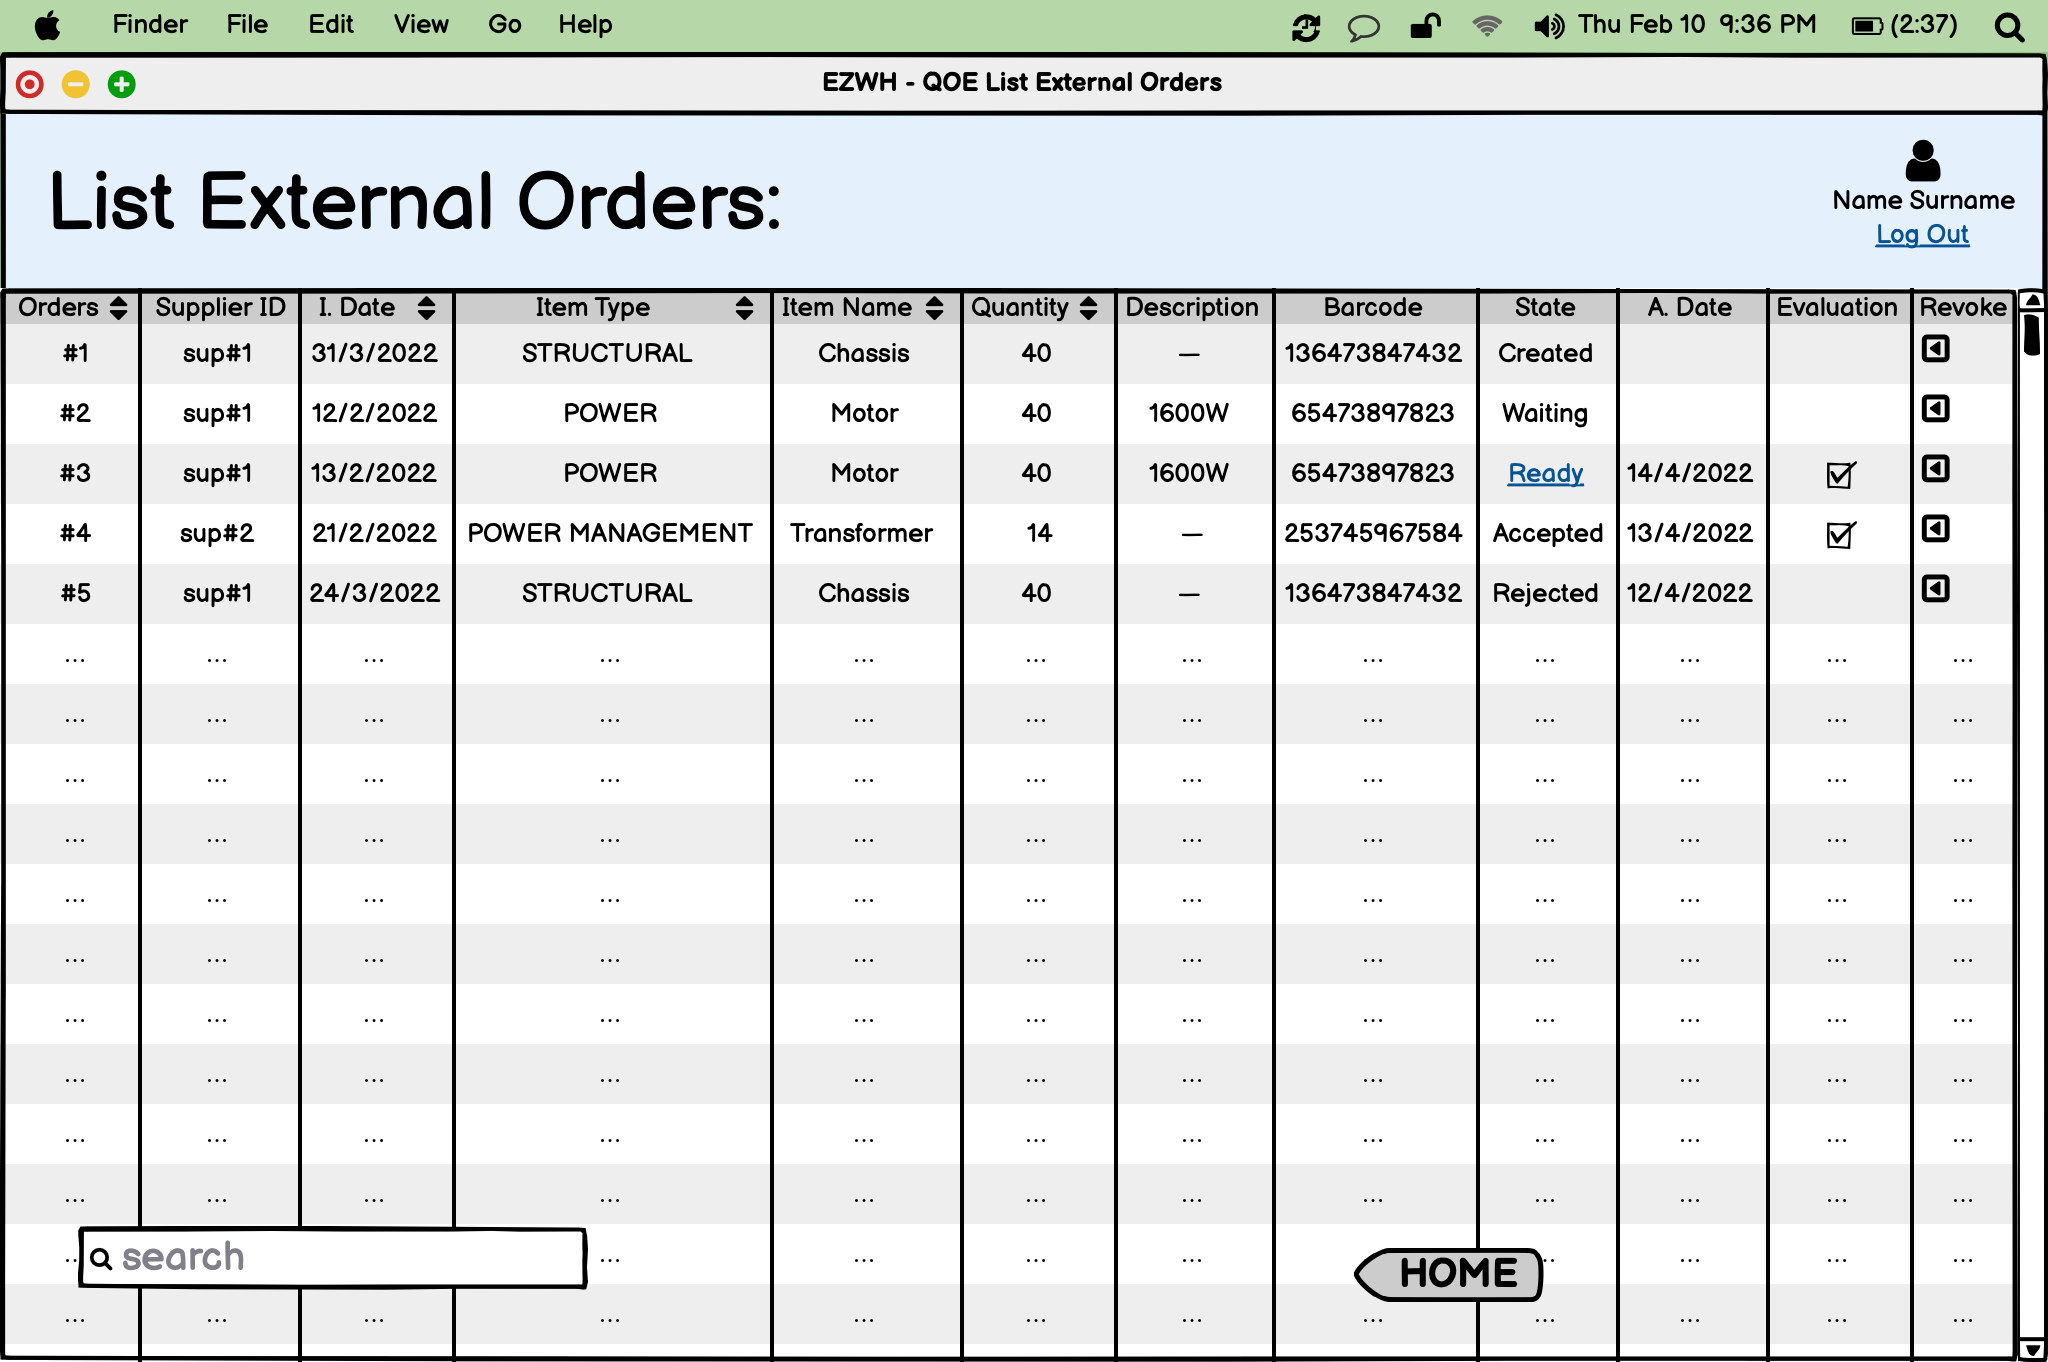 Finder File Edit View Go Help Thu Feb 10 9:36 PM (2:37)
EZWH - QOE List External Orders
List External Orders:
Name Surname
Log Out
Orders Supplier ID I. Date Item Type Item Name Quantity Description Barcode State A. Date Evaluation Revoke
#1 sup#1 31/3/2022 STRUCTURAL Chassis 40 — 136473847432 Created
#2 sup#1 12/2/2022 POWER Motor 40 1600W 65473897823 Waiting
#3 sup#1 13/2/2022 POWER Motor 40 1600W 65473897823 Ready 14/4/2022
#4 sup#2 21/2/2022 POWER MANAGEMENT Transformer 14 — 253745967584 Accepted 13/4/2022
#5 sup#1 24/3/2022 STRUCTURAL Chassis 40 — 136473847432 Rejected 12/4/2022
... ... ... ... ... ... ... ... ... ... ... ...
... ... ... ... ... ... ... ... ... ... ... ...
... ... ... ... ... ... ... ... ... ... ... ...
... ... ... ... ... ... ... ... ... ... ... ...
... ... ... ... ... ... ... ... ... ... ... ...
... ... ... ... ... ... ... ... ... ... ... ...
... ... ... ... ... ... ... ... ... ... ... ...
... ... ... ... ... ... ... ... ... ... ... ...
... ... ... ... ... ... ... ... ... ... ... ...
... ... ... ... ... ... ... ... ... ... ... ...
.. search ... ... ... ... HOME .. ... ... ...
... ... ... ... ... ... ... ... ... ... ... ...